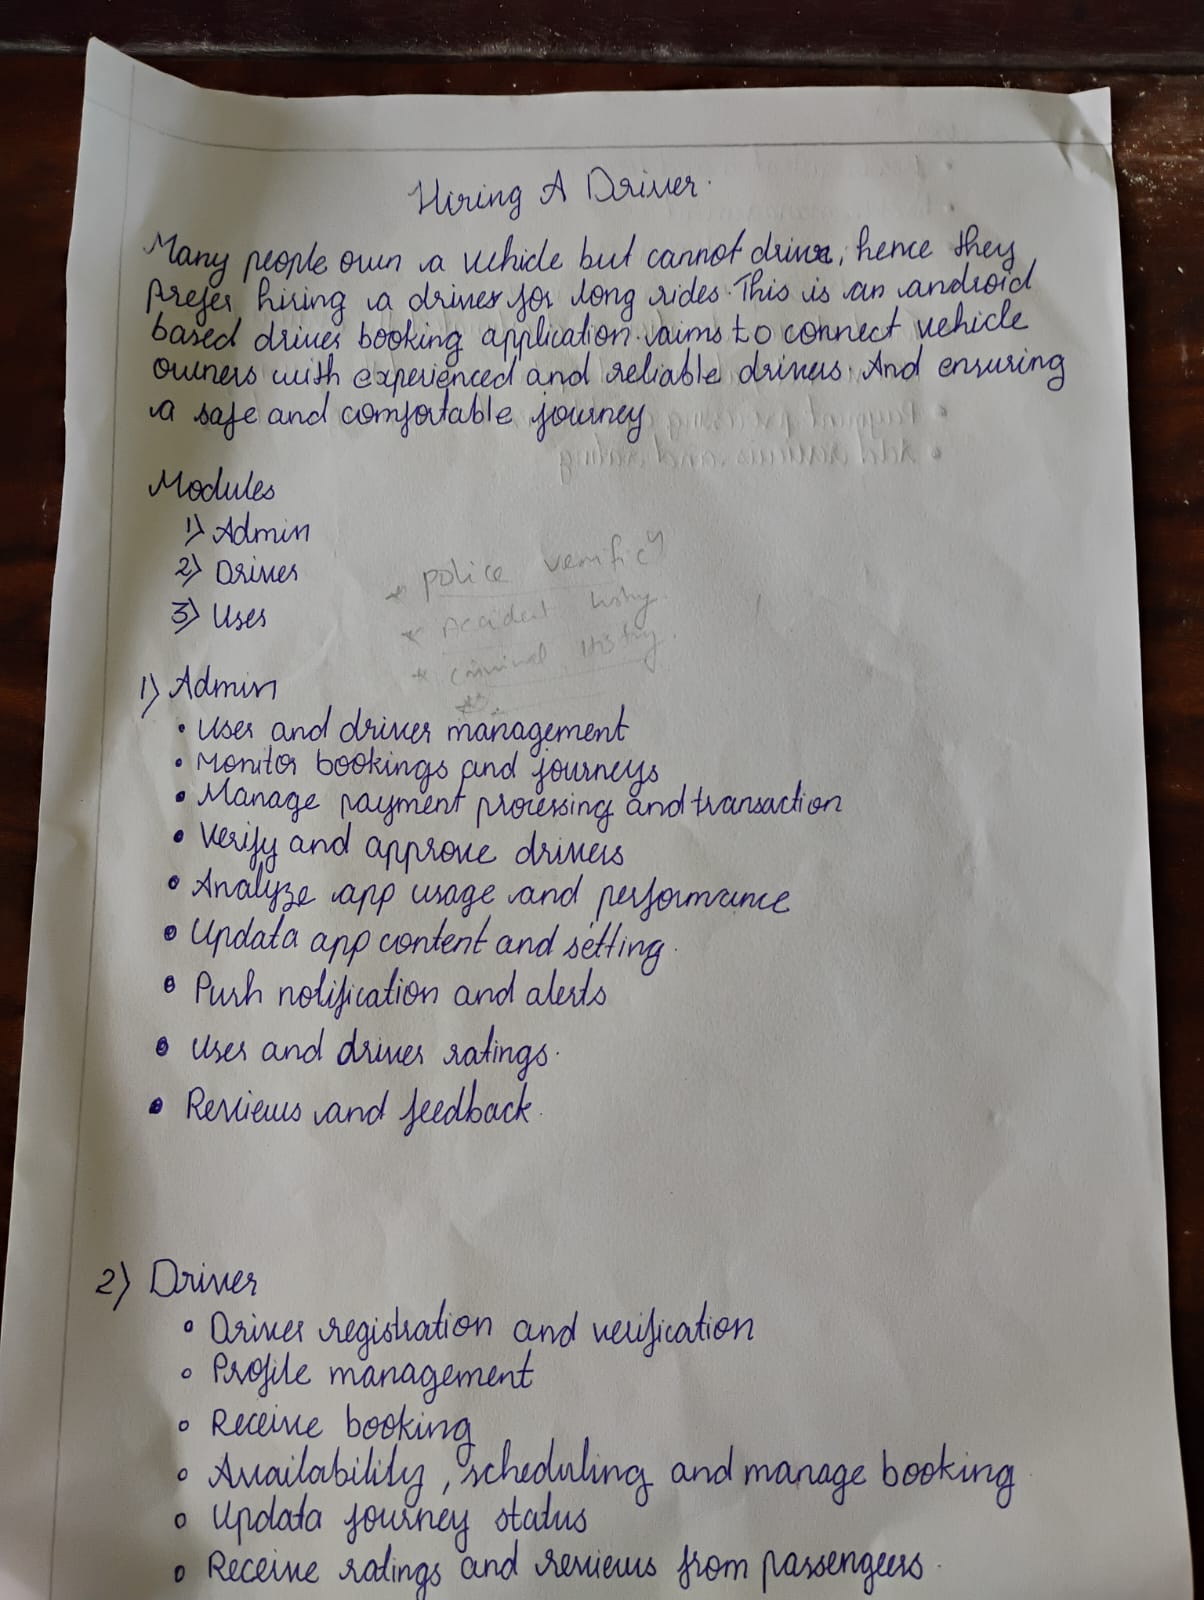 Hiring A Driver.
Many people own a vehicle but cannot drive, hence they
prefer hiring a driver for long rides. This is an android
based driver booking application aims to connect vehicle
owners with experienced and reliable drivers. And ensuring
a safe and comfortable journey
Modules
1) Admin
2) Driver
3) User
* police verific
* Accident
* criminal
1) Admin
• User and driver management
• Monitor bookings and journeys
• Manage payment processing and transaction
• Verify and approve drivers
• Analyze app usage and performance
• Updata app content and setting.
• Push notification and alerts
• User and driver ratings.
• Reviews and feedback.
2) Driver
• Driver registration and verification
• Profile management
• Receive booking
• Availability, scheduling and manage booking
• Updata journey status
• Receive ratings and reviews from passengers.